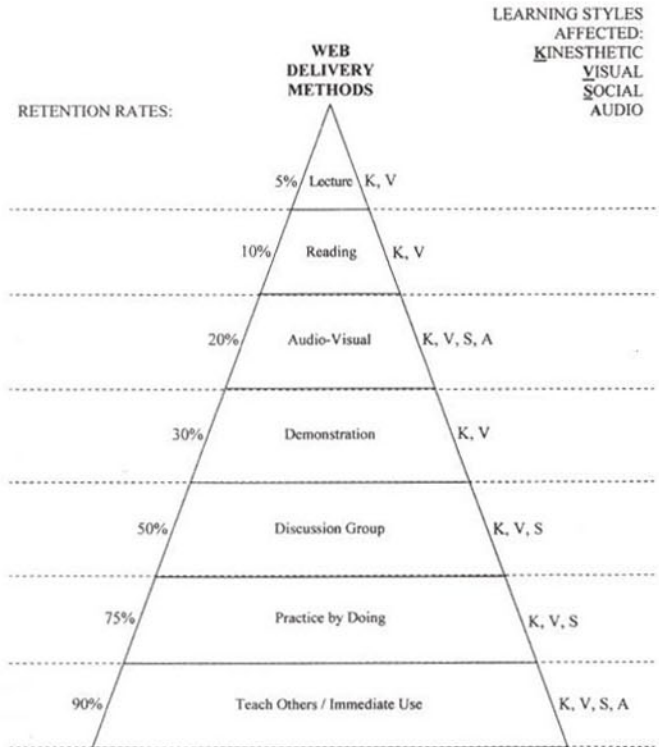 LEARNING STYLES
AFFECTED:
KINESTHETIC
VISUAL
SOCIAL
AUDIO
WEB
DELIVERY
METHODS
RETENTION RATES:
5% Lecture K, V
10% Reading K, V
20% Audio-Visual K, V, S, A
30% Demonstration K, V
50% Discussion Group K, V, S
75% Practice by Doing K, V, S
90% Teach Others / Immediate Use K, V, S, A